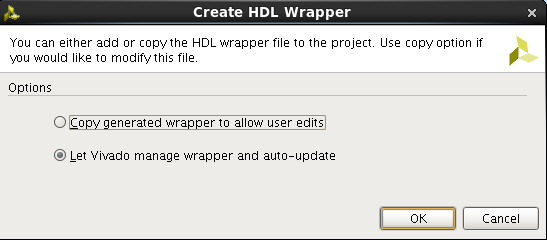 Create HDL Wrapper
You can either add or copy the HDL wrapper file to the project. Use copy option if
you would like to modify this file.
Options
Copy generated wrapper to allow user edits
Let Vivado manage wrapper and auto-update
OK
Cancel